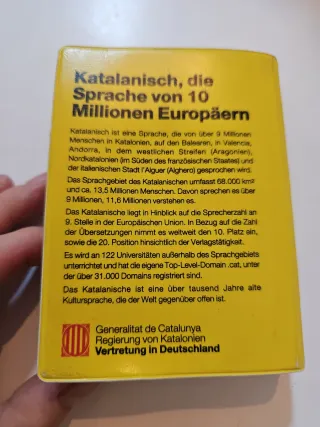 Katalanisch, die
Sprache von 10
Millionen Europäern
Katalanisch ist eine Sprache, die von über 9 Millionen
Menschen in Katalonien, auf den Balearen, in Valencia,
Andorra, in dem westlichen Streifen (Aragonien),
Nordkatalonien (im Süden des französischen Staates) und
der italienischen Stadt l'Alguer (Alghero) gesprochen wird.
Das Sprachgebiet des Katalanischen umfasst 68.000 km²
und ca. 13,5 Millionen Menschen. Davon sprechen es über
9 Millionen, 11,6 Millionen verstehen es.
Das Katalanische liegt in Hinblick auf die Sprecherzahl an
9. Stelle in der Europäischen Union. In Bezug auf die Zahl
der Übersetzungen nimmt es weltweit den 10. Platz ein,
sowie die 20. Position hinsichtlich der Verlagstätigkeit.
Es wird an 122 Universitäten außerhalb des Sprachgebiets
unterrichtet und hat die eigene Top-Level-Domain .cat, unter
der über 31.000 Domains registriert sind.
Das Katalanische ist eine über tausend Jahre alte
Kultursprache, die der Welt gegenüber offen ist.
Generalitat de Catalunya
Regierung von Katalonien
Vertretung in Deutschland